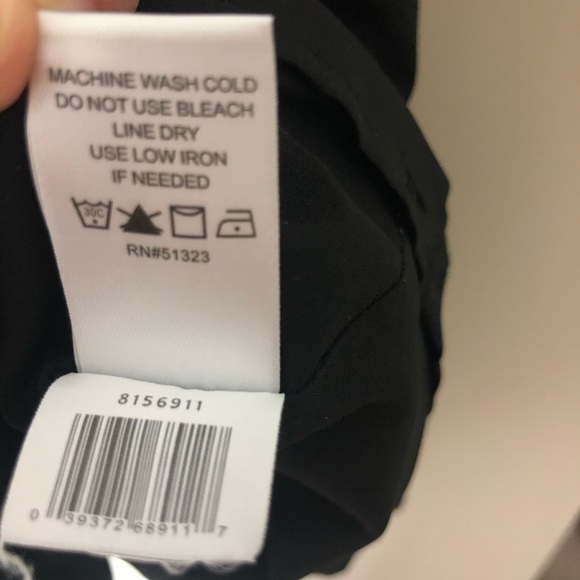 MACHINE WASH COLD
DO NOT USE BLEACH
LINE DRY
USE LOW IRON
IF NEEDED
30C
RN#51323
8156911
0 39372 68911 7